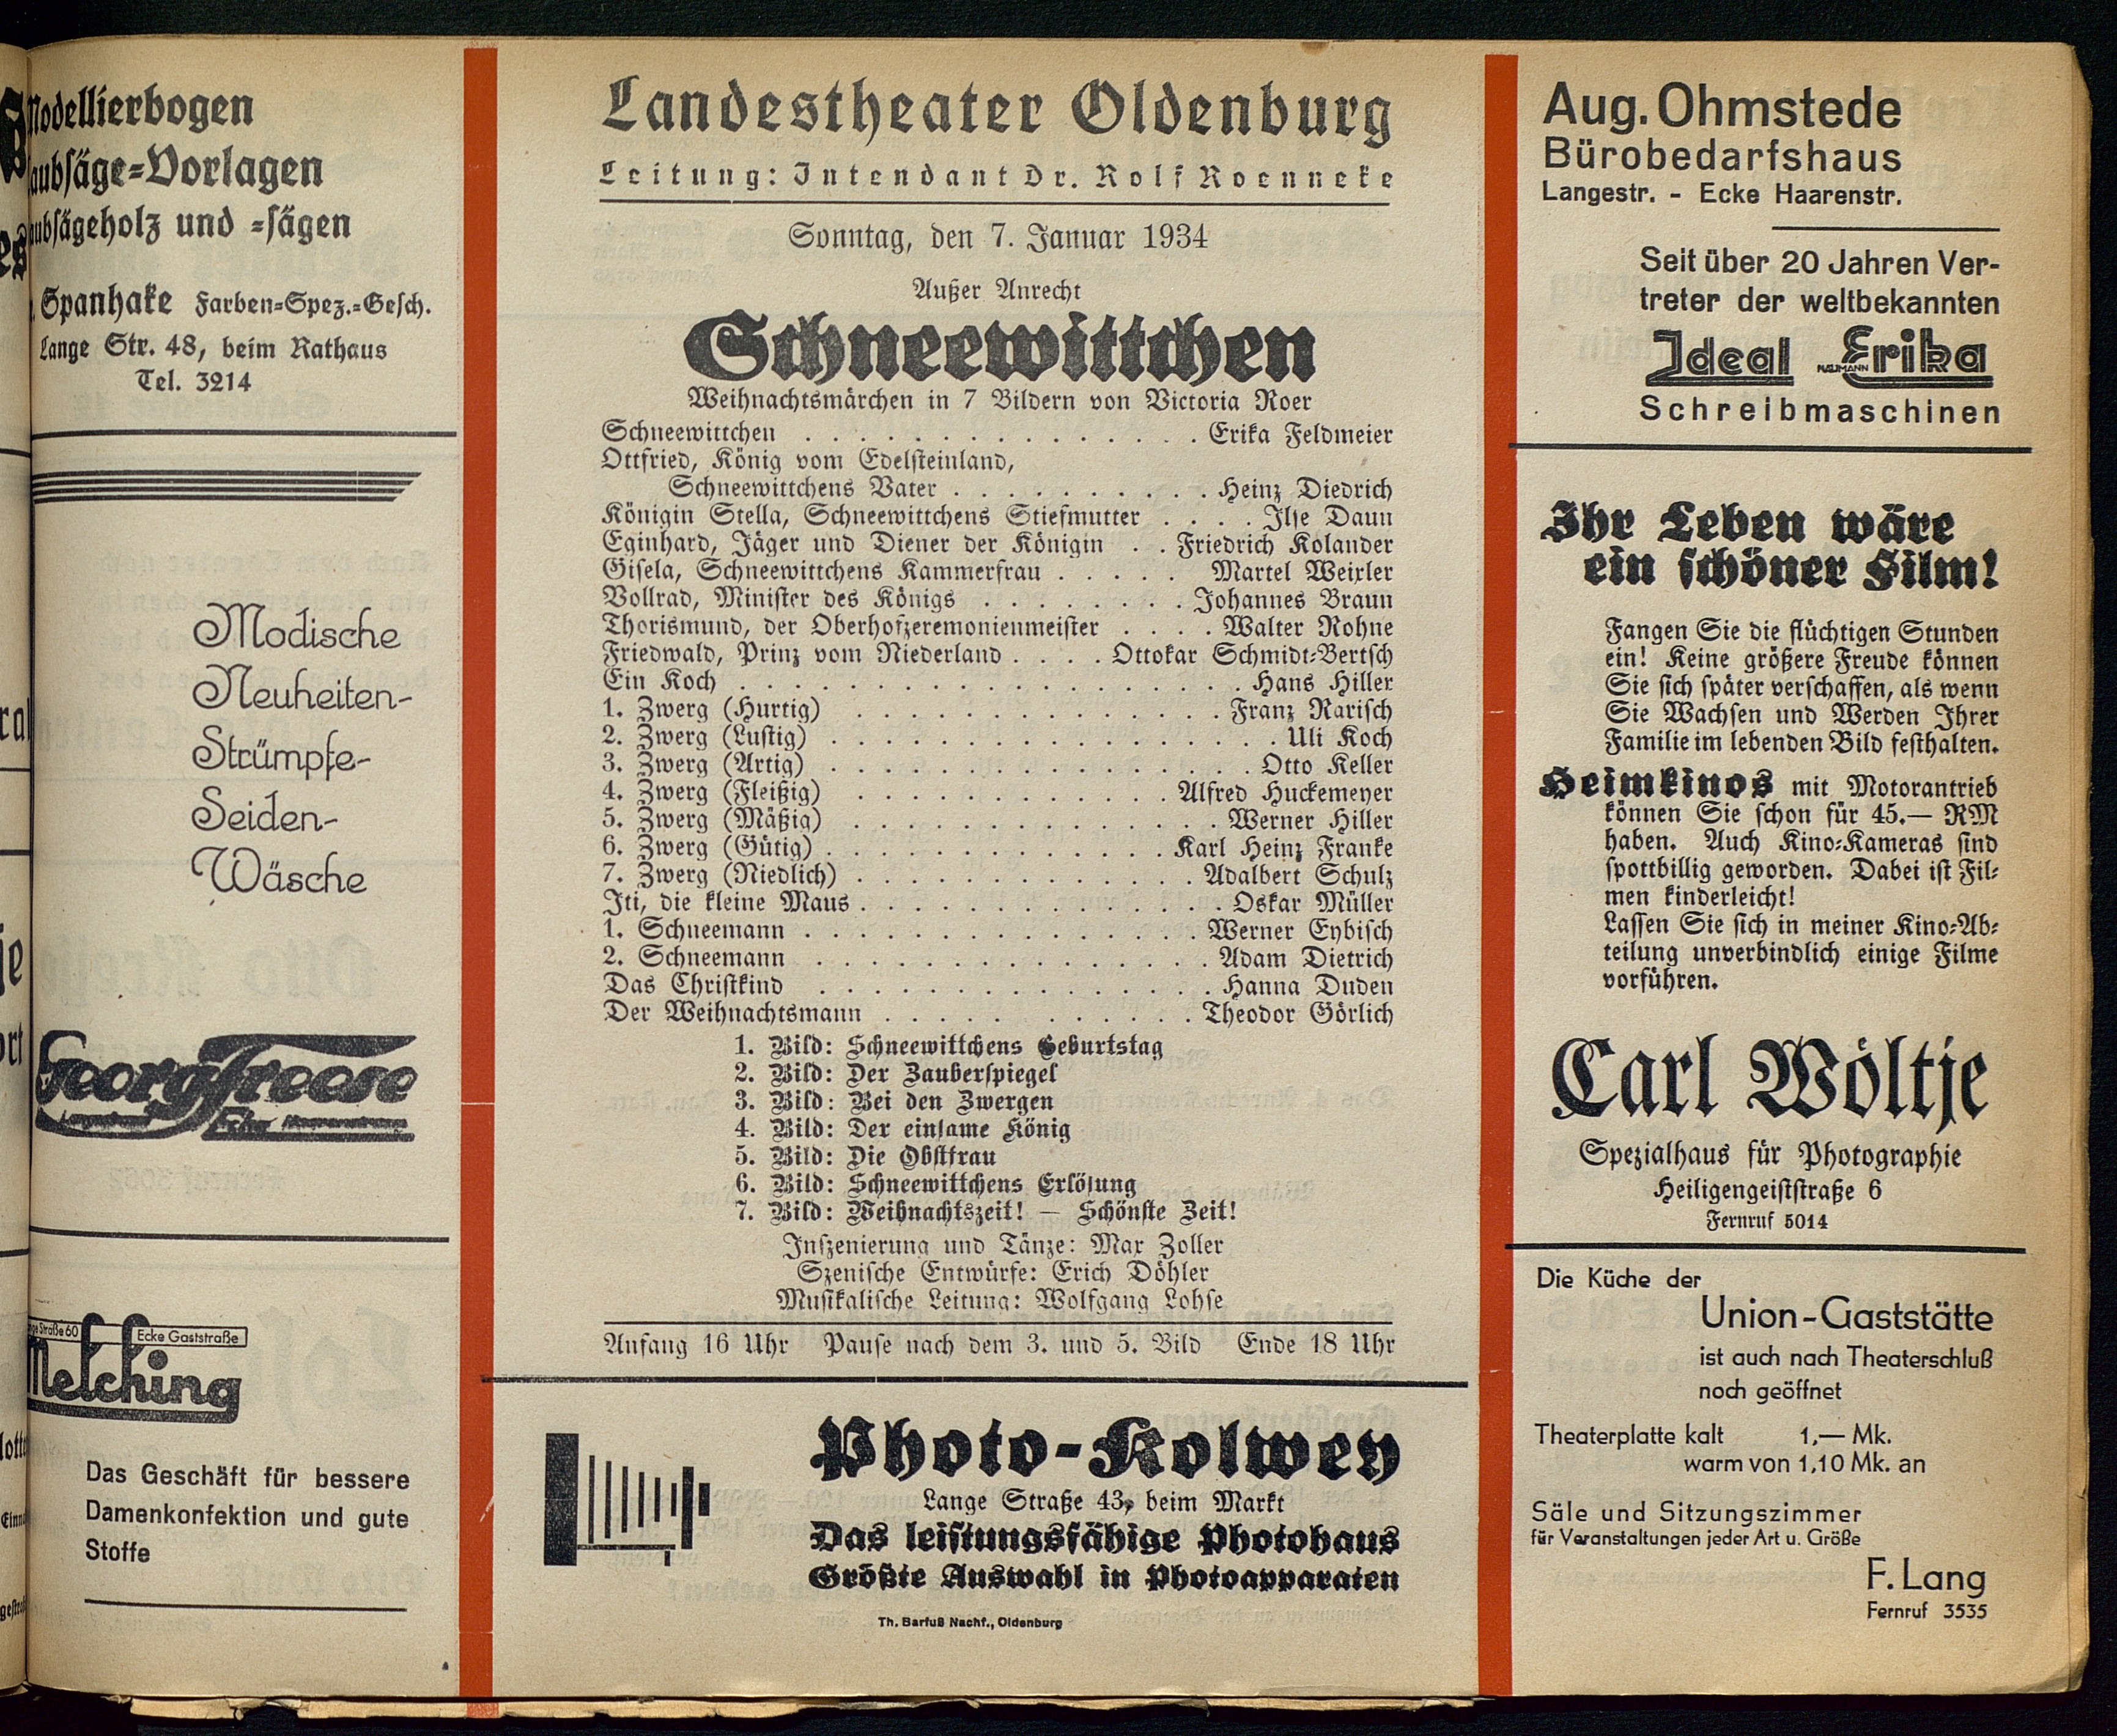 Modellierbogen
aubsäge-Vorlagen
aubsägeholz und -sägen
Spanhake Farben-Spez.-Gesch.
Lange Str. 48, beim Rathaus
Tel. 3214
Modische
Neuheiten-
Strümpfe-
Seiden-
Wäsche
Georg Freese
Ecke
Straße 60 Ecke Gaststraße
Melching
Das Geschäft für bessere
Damenkonfektion und gute
Stoffe
Landestheater Oldenburg
Leitung: Intendant Dr. Rolf Roenneke
Sonntag, den 7. Januar 1934
Außer Anrecht
Schneewittchen
Weihnachtsmärchen in 7 Bildern von Victoria Roer
Schneewittchen . . . . . . . . . . . . . . . Erika Feldmeier
Ottfried, König vom Edelsteinland,
Schneewittchens Vater . . . . . . . . . . Heinz Diedrich
Königin Stella, Schneewittchens Stiefmutter . . . . Ilse Daun
Eginhard, Jäger und Diener der Königin . . Friedrich Kolander
Gisela, Schneewittchens Kammerfrau . . . . . Martel Weixler
Vollrad, Minister des Königs . . . . . . . . Johannes Braun
Thorismund, der Oberhofzeremonienmeister . . . . Walter Rohne
Friedwald, Prinz vom Niederland . . . . Ottokar Schmidt-Bertsch
Ein Koch . . . . . . . . . . . . . . . . . . . Hans Hiller
1. Zwerg (Hurtig) . . . . . . . . . . . . . . Franz Rarisch
2. Zwerg (Lustig) . . . . . . . . . . . . . . . . . Uli Koch
3. Zwerg (Artig) . . . . . . . . . . . . . . . . Otto Keller
4. Zwerg (Fleißig) . . . . . . . . . . . . Alfred Huckemeyer
5. Zwerg (Mäßig) . . . . . . . . . . . . . . Werner Hiller
6. Zwerg (Gütig) . . . . . . . . . . . . . Karl Heinz Franke
7. Zwerg (Niedlich) . . . . . . . . . . . . . Adalbert Schulz
Iti, die kleine Maus . . . . . . . . . . . . . . Oskar Müller
1. Schneemann . . . . . . . . . . . . . . . Werner Eybisch
2. Schneemann . . . . . . . . . . . . . . . Adam Dietrich
Das Christkind . . . . . . . . . . . . . . . Hanna Duden
Der Weihnachtsmann . . . . . . . . . . . . Theodor Görlich
1. Bild: Schneewittchens Geburtstag
2. Bild: Der Zauberspiegel
3. Bild: Bei den Zwergen
4. Bild: Der einsame König
5. Bild: Die Obstfrau
6. Bild: Schneewittchens Erlösung
7. Bild: Weihnachtszeit! — Schönste Zeit!
Inszenierung und Tänze: Max Zoller
Szenische Entwürfe: Erich Döhler
Musikalische Leitung: Wolfgang Lohse
Anfang 16 Uhr Pause nach dem 3. und 5. Bild Ende 18 Uhr
Photo-Kolwey
Lange Straße 43, beim Markt
Das leistungsfähige Photohaus
Größte Auswahl in Photoapparaten
Th. Barfuß Nachf., Oldenburg
Aug. Ohmstede
Bürobedarfshaus
Langestr. - Ecke Haarenstr.
Seit über 20 Jahren Ver-
treter der weltbekannten
Ideal NAUMANN Erika
Schreibmaschinen
Ihr Leben wäre
ein schöner Film!
Fangen Sie die flüchtigen Stunden
ein! Keine größere Freude können
Sie sich später verschaffen, als wenn
Sie Wachsen und Werden Ihrer
Familie im lebenden Bild festhalten.
Heimkinos mit Motorantrieb
können Sie schon für 45.— RM
haben. Auch Kino-Kameras sind
spottbillig geworden. Dabei ist Fil-
men kinderleicht!
Lassen Sie sich in meiner Kino-Ab-
teilung unverbindlich einige Filme
vorführen.
Carl Wöltje
Spezialhaus für Photographie
Heiligengeiststraße 6
Fernruf 5014
Die Küche der
Union-Gaststätte
ist auch nach Theaterschluß
noch geöffnet
Theaterplatte kalt 1,— Mk.
warm von 1,10 Mk. an
Säle und Sitzungszimmer
für Veranstaltungen jeder Art u. Größe
F. Lang
Fernruf 3535